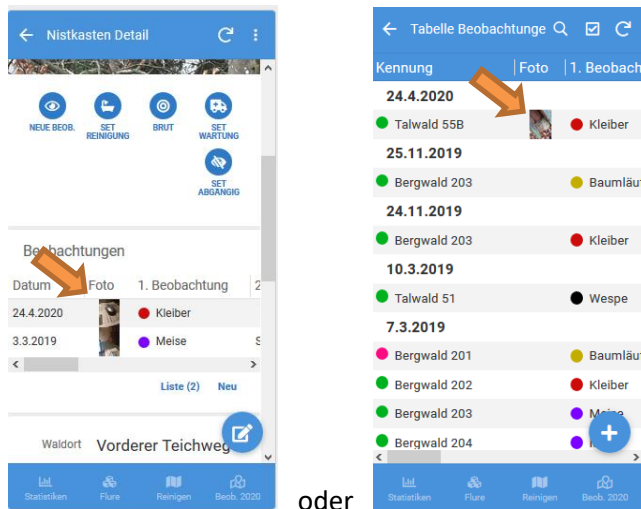 Nistkasten Detail
NEUE BEOB.
SET REINIGUNG
BRUT
SET WARTUNG
SET ABGÄNGIG
Beobachtungen
Datum Foto 1. Beobachtung 2
24.4.2020 Kleiber
3.3.2019 Meise S
Liste (2) Neu
Waldort Vorderer Teichweg
Statistiken Flure Reinigen Beob. 2020
oder
Tabelle Beobachtunge
Kennung Foto 1. Beobach
24.4.2020
Talwald 55B Kleiber
25.11.2019
Bergwald 203 Baumläu
24.11.2019
Bergwald 203 Kleiber
10.3.2019
Talwald 51 Wespe
7.3.2019
Bergwald 201 Baumläu
Bergwald 202 Kleiber
Bergwald 203 Meise
Bergwald 204
Statistiken Flure Reinigen Beob. 2020